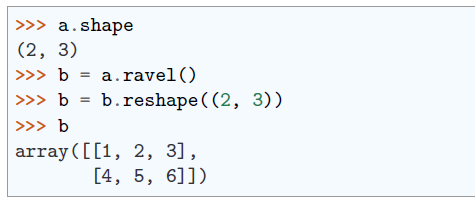 >>> a.shape
(2, 3)
>>> b = a.ravel()
>>> b = b.reshape((2, 3))
>>> b
array([[1, 2, 3],
       [4, 5, 6]])